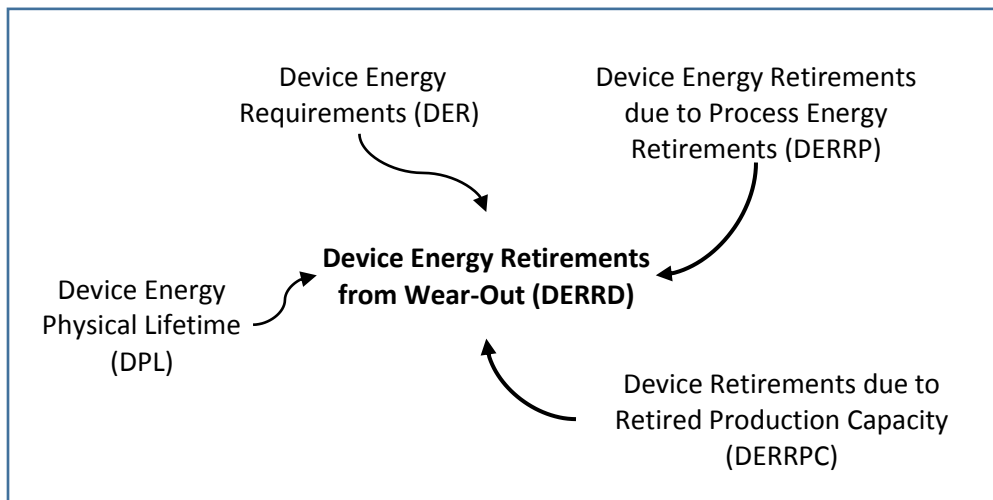 Device Energy
Requirements (DER)
Device Energy Retirements
due to Process Energy
Retirements (DERRP)
Device Energy Retirements
from Wear-Out (DERRD)
Device Energy
Physical Lifetime
(DPL)
Device Retirements due to
Retired Production Capacity
(DERRPC)